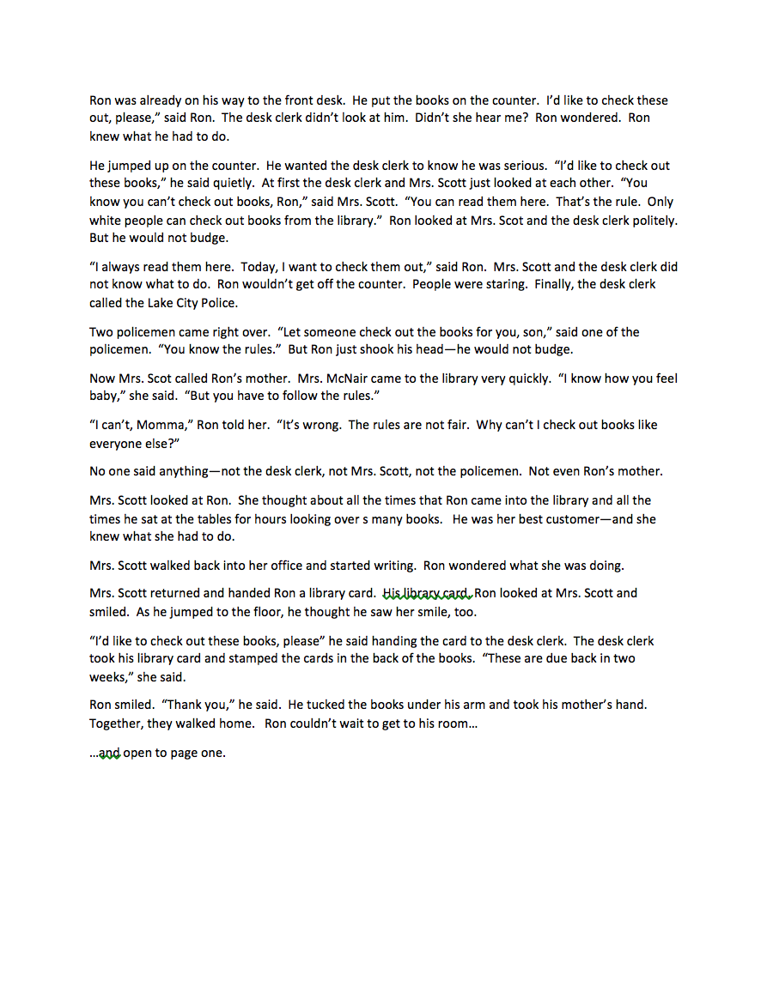 Ron was already on his way to the front desk.  He put the books on the counter.  I’d like to check these
out, please,” said Ron.  The desk clerk didn’t look at him.  Didn’t she hear me?  Ron wondered.  Ron
knew what he had to do.
He jumped up on the counter.  He wanted the desk clerk to know he was serious.  “I’d like to check out
these books,” he said quietly.  At first the desk clerk and Mrs. Scott just looked at each other.  “You
know you can’t check out books, Ron,” said Mrs. Scott.  “You can read them here.  That’s the rule.  Only
white people can check out books from the library.”  Ron looked at Mrs. Scot and the desk clerk politely.
But he would not budge.
“I always read them here.  Today, I want to check them out,” said Ron.  Mrs. Scott and the desk clerk did
not know what to do.  Ron wouldn’t get off the counter.  People were staring.  Finally, the desk clerk
called the Lake City Police.
Two policemen came right over.  “Let someone check out the books for you, son,” said one of the
policemen.  “You know the rules.”  But Ron just shook his head—he would not budge.
Now Mrs. Scot called Ron’s mother.  Mrs. McNair came to the library very quickly.  “I know how you feel
baby,” she said.  “But you have to follow the rules.”
“I can’t, Momma,” Ron told her.  “It’s wrong.  The rules are not fair.  Why can’t I check out books like
everyone else?”
No one said anything—not the desk clerk, not Mrs. Scott, not the policemen.  Not even Ron’s mother.
Mrs. Scott looked at Ron.  She thought about all the times that Ron came into the library and all the
times he sat at the tables for hours looking over s many books.   He was her best customer—and she
knew what she had to do.
Mrs. Scott walked back into her office and started writing.  Ron wondered what she was doing.
Mrs. Scott returned and handed Ron a library card.  His library card. Ron looked at Mrs. Scott and
smiled.  As he jumped to the floor, he thought he saw her smile, too.
“I’d like to check out these books, please” he said handing the card to the desk clerk.  The desk clerk
took his library card and stamped the cards in the back of the books.  “These are due back in two
weeks,” she said.
Ron smiled.  “Thank you,” he said.  He tucked the books under his arm and took his mother’s hand.
Together, they walked home.   Ron couldn’t wait to get to his room…
…and open to page one.